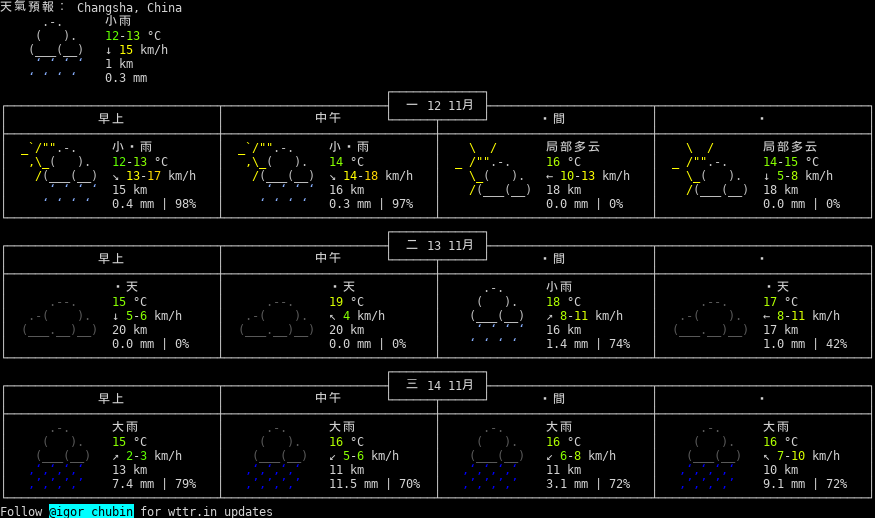 天氣預報： Changsha, China
小雨
12-13 °C
↓ 15 km/h
1 km
0.3 mm
一 12 11月
早上 中午 ・間 ・
小・雨 小・雨 局部多云 局部多云
12-13 °C 14 °C 16 °C 14-15 °C
↘ 13-17 km/h ↘ 14-18 km/h ← 10-13 km/h ↓ 5-8 km/h
15 km 16 km 18 km 18 km
0.4 mm | 98% 0.3 mm | 97% 0.0 mm | 0% 0.0 mm | 0%
二 13 11月
早上 中午 ・間 ・
・天 ・天 小雨 ・天
15 °C 19 °C 18 °C 17 °C
↓ 5-6 km/h ↖ 4 km/h ↗ 8-11 km/h ← 8-11 km/h
20 km 20 km 16 km 17 km
0.0 mm | 0% 0.0 mm | 0% 1.4 mm | 74% 1.0 mm | 42%
三 14 11月
早上 中午 ・間 ・
大雨 大雨 大雨 大雨
15 °C 16 °C 16 °C 16 °C
↗ 2-3 km/h ↙ 5-6 km/h ↙ 6-8 km/h ↖ 7-10 km/h
13 km 11 km 11 km 10 km
7.4 mm | 79% 11.5 mm | 70% 3.1 mm | 72% 9.1 mm | 72%
Follow @igor_chubin for wttr.in updates